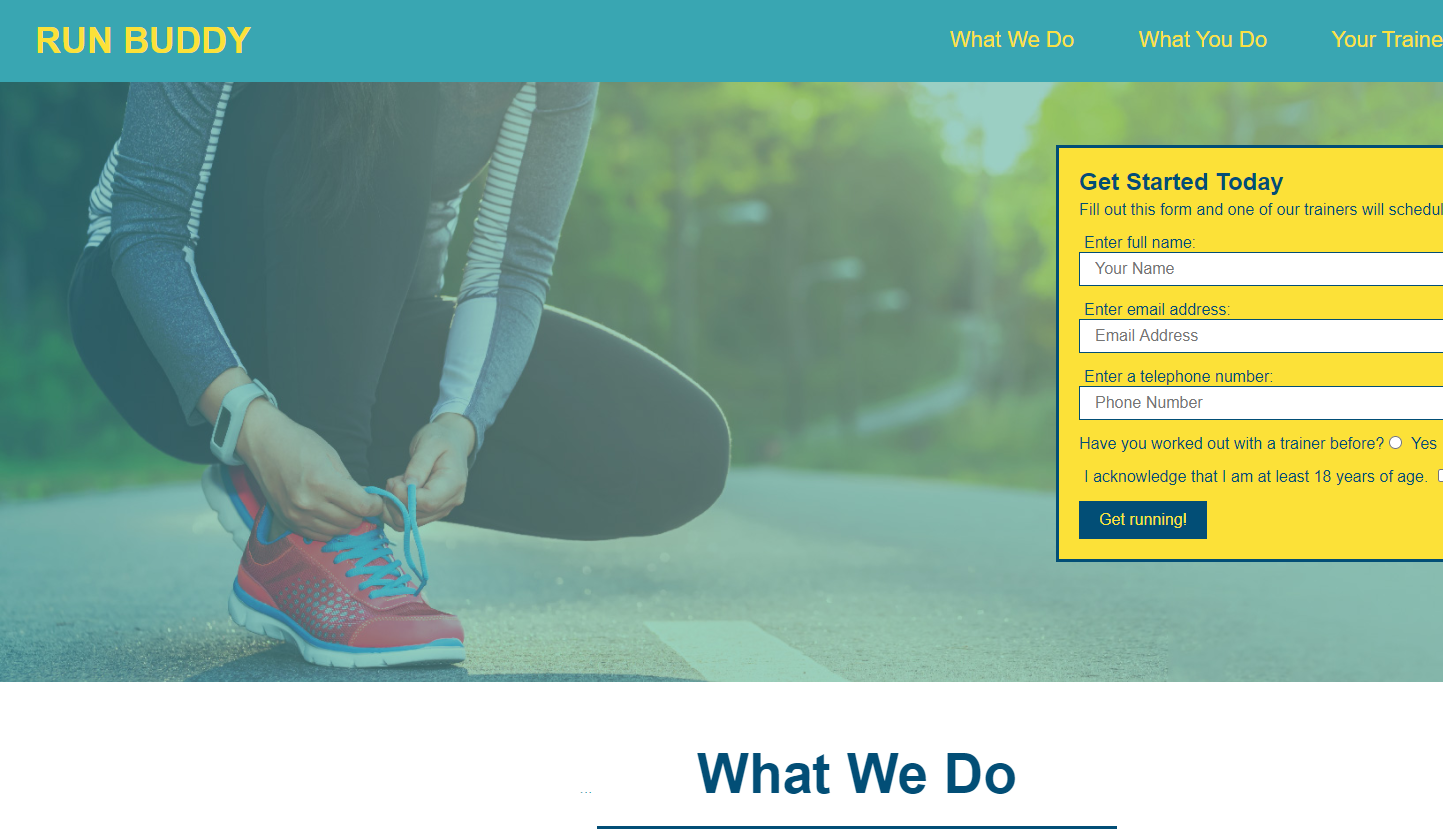 RUN BUDDY
What We Do
What You Do
Your Traine
Get Started Today
Fill out this form and one of our trainers will schedul
Enter full name:
Your Name
Enter email address:
Email Address
Enter a telephone number:
Phone Number
Have you worked out with a trainer before? Yes
I acknowledge that I am at least 18 years of age.
Get running!
What We Do
...